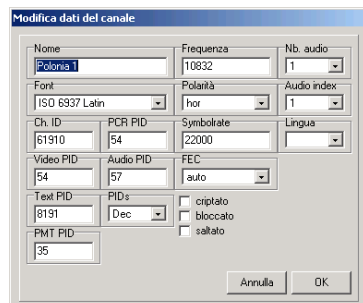 Modifica dati del canale
Nome Frequenza Nb. audio
Polonia 1 10832 1
Font Polarità Audio index
ISO 6937 Latin hor 1
Ch. ID PCR PID Symbolrate Lingua
61910 54 22000
Video PID Audio PID FEC
54 57 auto
Text PID PIDs criptato
8191 Dec bloccato
saltato
PMT PID
35
Annulla OK